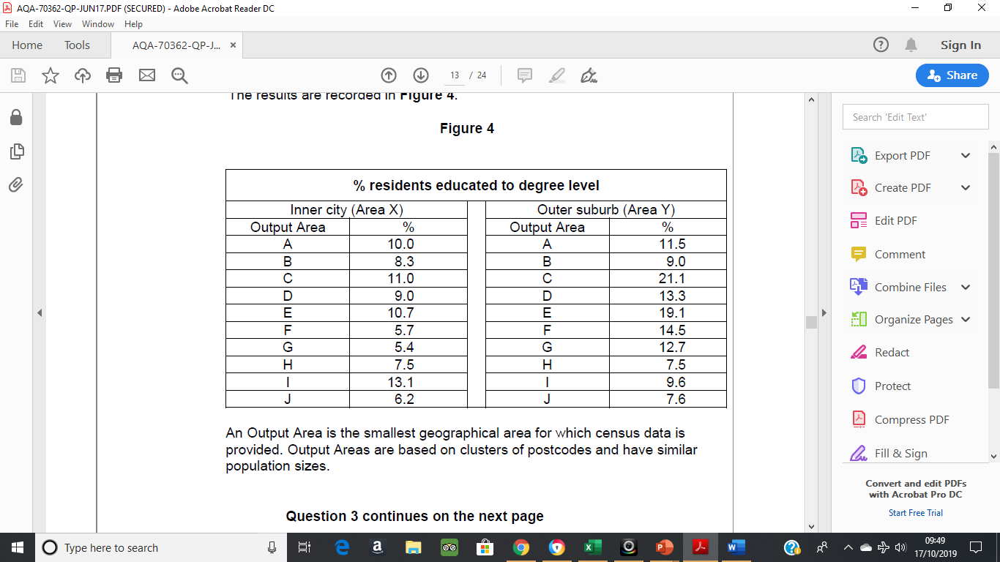 AQA-70362-QP-JUN17.PDF (SECURED) - Adobe Acrobat Reader DC
File Edit View Window Help
Home Tools AQA-70362-QP-J... × ? Sign In
13 / 24 Share
The results are recorded in Figure 4.
Figure 4
% residents educated to degree level
Inner city (Area X) Outer suburb (Area Y)
Output Area % Output Area %
A 10.0 A 11.5
B 8.3 B 9.0
C 11.0 C 21.1
D 9.0 D 13.3
E 10.7 E 19.1
F 5.7 F 14.5
G 5.4 G 12.7
H 7.5 H 7.5
I 13.1 I 9.6
J 6.2 J 7.6
An Output Area is the smallest geographical area for which census data is
provided. Output Areas are based on clusters of postcodes and have similar
population sizes.
Question 3 continues on the next page
Search 'Edit Text'
Export PDF
Create PDF
Edit PDF
Comment
Combine Files
Organize Pages
Redact
Protect
Compress PDF
Fill & Sign
Convert and edit PDFs
with Acrobat Pro DC
Start Free Trial
Type here to search
09:49
17/10/2019